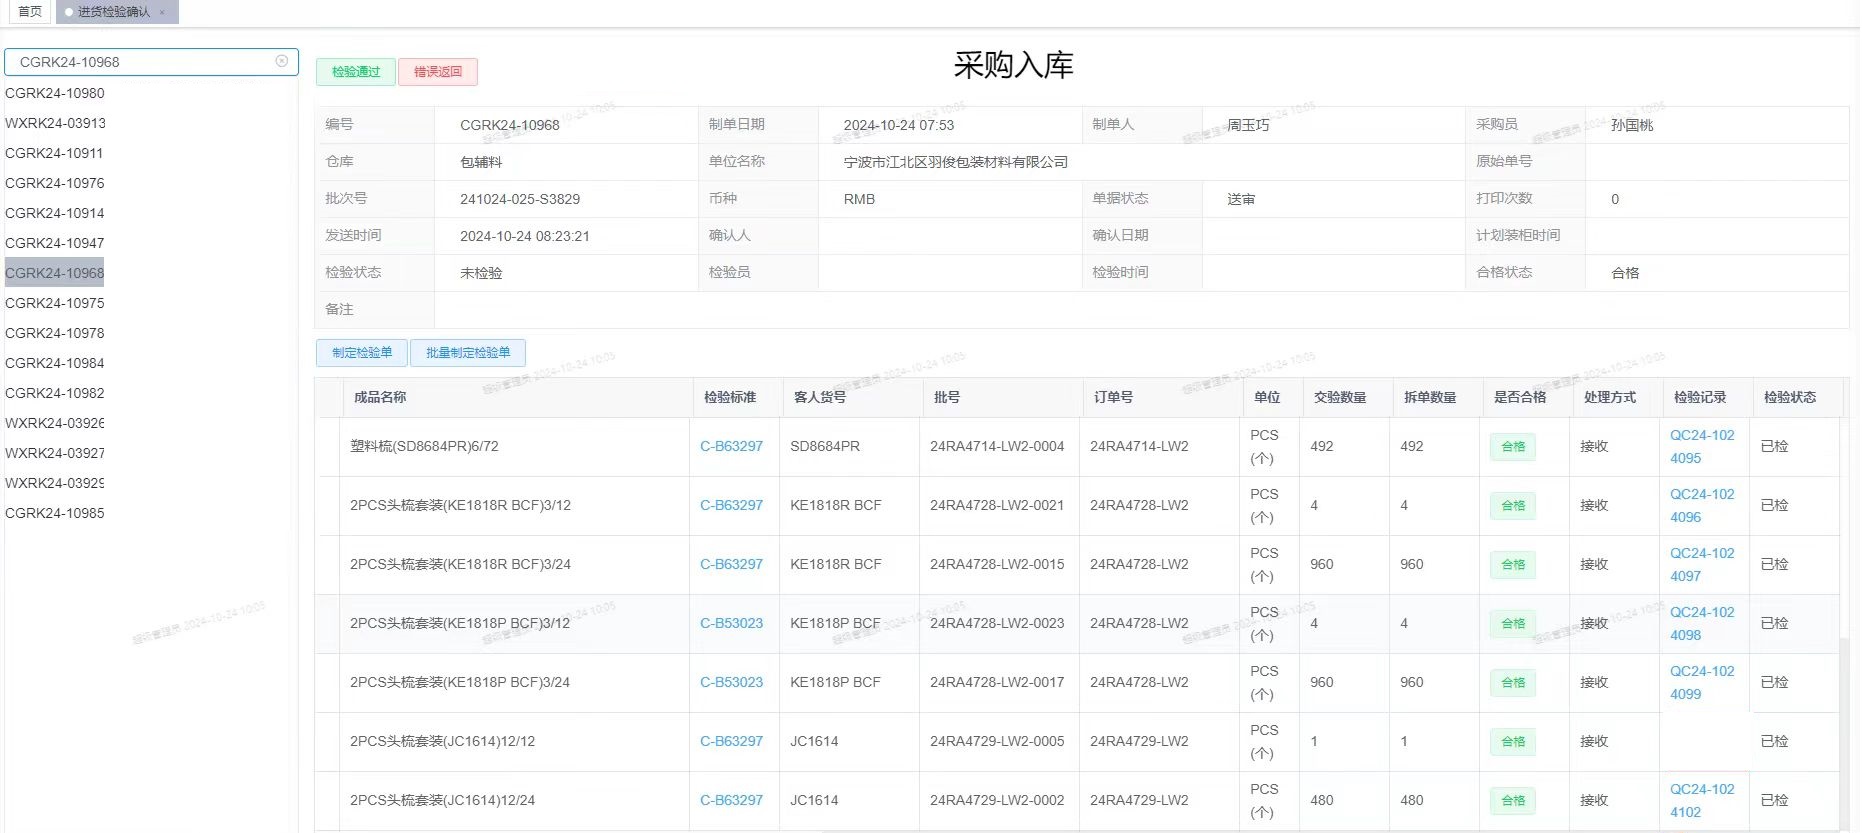 首页
进货检验确认 ×
CGRK24-10968
CGRK24-10980
WXRK24-03913
CGRK24-10911
CGRK24-10976
CGRK24-10914
CGRK24-10947
CGRK24-10968
CGRK24-10975
CGRK24-10978
CGRK24-10984
CGRK24-10982
WXRK24-03926
WXRK24-03927
WXRK24-03929
CGRK24-10985
检验通过 错误返回
采购入库
编号 CGRK24-10968 制单日期 2024-10-24 07:53 制单人 周玉巧 采购员 孙国桃
仓库 包辅料 单位名称 宁波市江北区羽俊包装材料有限公司 原始单号
批次号 241024-025-S3829 币种 RMB 单据状态 送审 打印次数 0
发送时间 2024-10-24 08:23:21 确认人 确认日期 计划装柜时间
检验状态 未检验 检验员 检验时间 合格状态 合格
备注
制定检验单 批量制定检验单
成品名称 检验标准 客人货号 批号 订单号 单位 交验数量 拆单数量 是否合格 处理方式 检验记录 检验状态
塑料梳(SD8684PR)6/72 C-B63297 SD8684PR 24RA4714-LW2-0004 24RA4714-LW2 PCS(个) 492 492 合格 接收 QC24-1024095 已检
2PCS头梳套装(KE1818R BCF)3/12 C-B63297 KE1818R BCF 24RA4728-LW2-0021 24RA4728-LW2 PCS(个) 4 4 合格 接收 QC24-1024096 已检
2PCS头梳套装(KE1818R BCF)3/24 C-B63297 KE1818R BCF 24RA4728-LW2-0015 24RA4728-LW2 PCS(个) 960 960 合格 接收 QC24-1024097 已检
2PCS头梳套装(KE1818P BCF)3/12 C-B53023 KE1818P BCF 24RA4728-LW2-0023 24RA4728-LW2 PCS(个) 4 4 合格 接收 QC24-1024098 已检
2PCS头梳套装(KE1818P BCF)3/24 C-B53023 KE1818P BCF 24RA4728-LW2-0017 24RA4728-LW2 PCS(个) 960 960 合格 接收 QC24-1024099 已检
2PCS头梳套装(JC1614)12/12 C-B63297 JC1614 24RA4729-LW2-0005 24RA4729-LW2 PCS(个) 1 1 合格 接收 已检
2PCS头梳套装(JC1614)12/24 C-B63297 JC1614 24RA4729-LW2-0002 24RA4729-LW2 PCS(个) 480 480 合格 接收 QC24-1024102 已检
超级管理员 2024-10-24 10:05